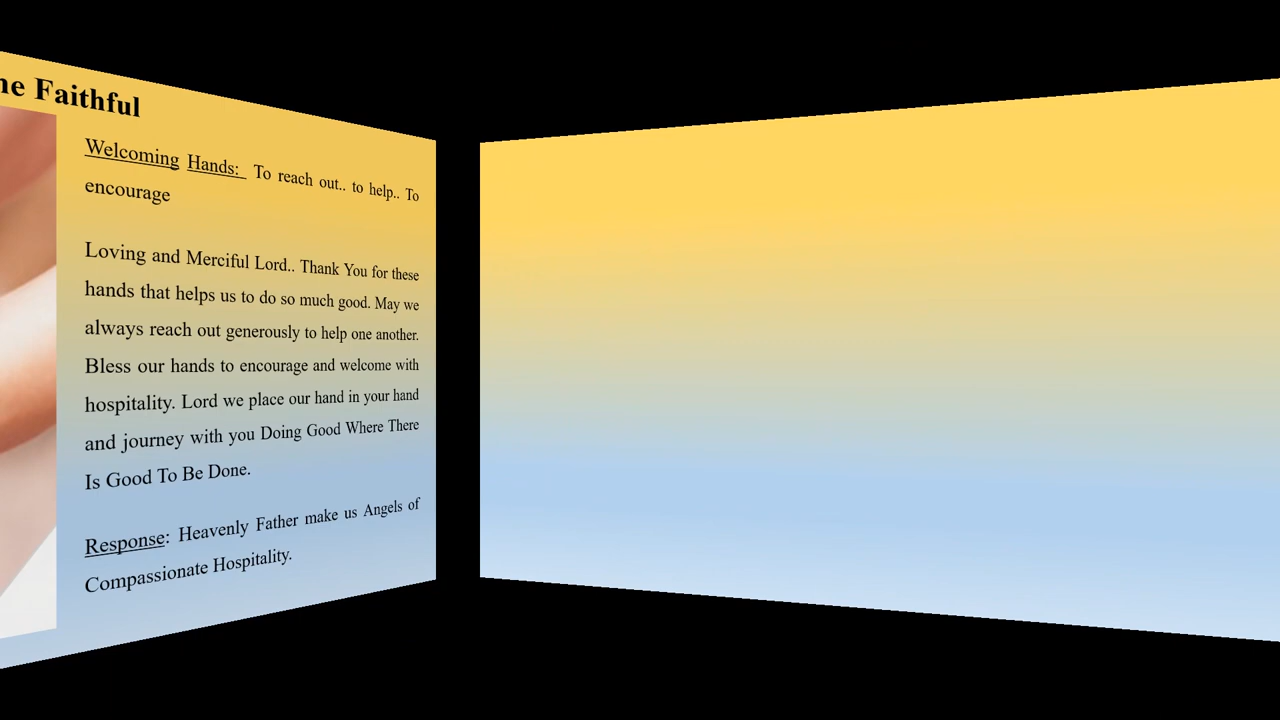 Faithful
Welcoming Hands: To reach out.. to help.. To
encourage
Loving and Merciful Lord.. Thank You for these
hands that helps us to do so much good. May we
always reach out generously to help one another.
Bless our hands to encourage and welcome with
hospitality. Lord we place our hand in your hand
and journey with you Doing Good Where There
Is Good To Be Done.
Response: Heavenly Father make us Angels of
Compassionate Hospitality.